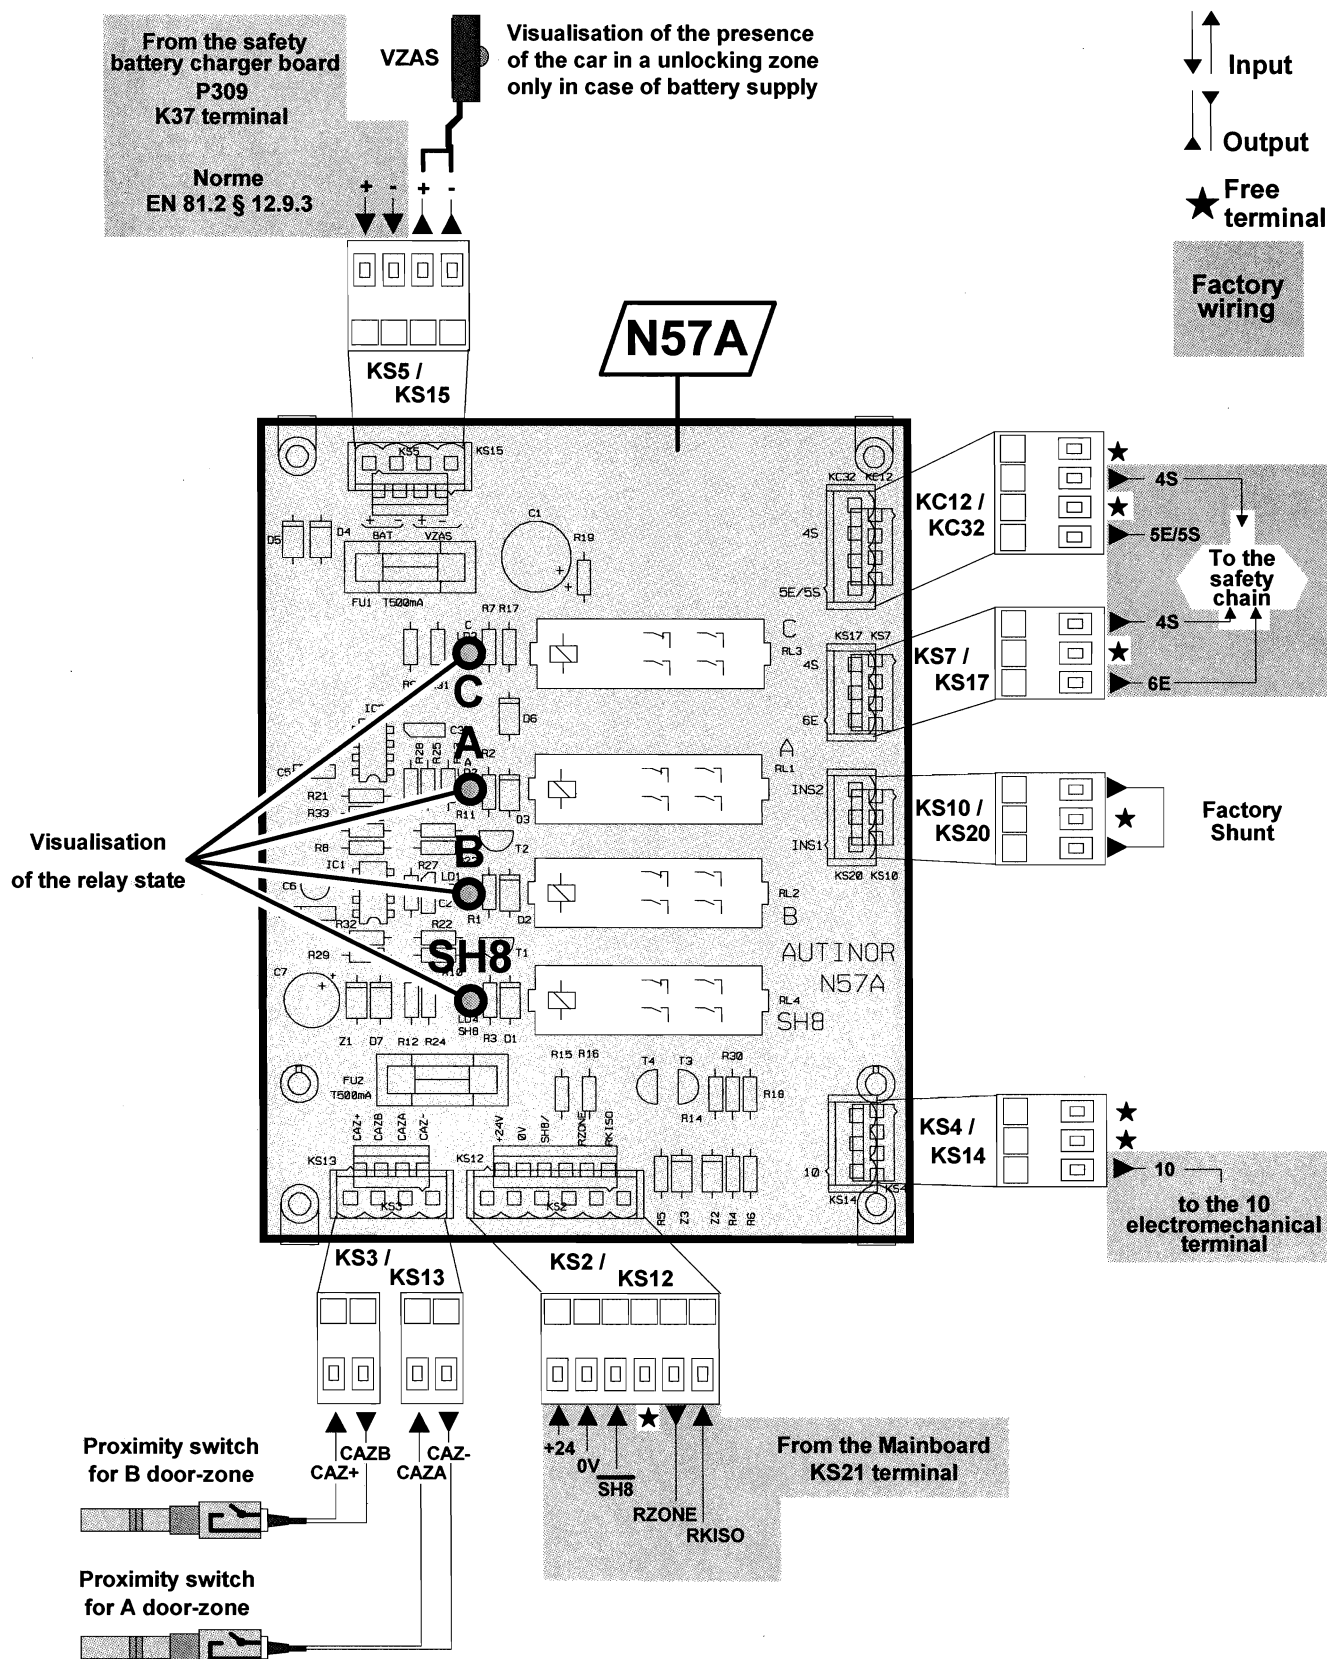 From the safety
battery charger board
P309
K37 terminal
Norme
EN 81.2 § 12.9.3
VZAS
Visualisation of the presence
of the car in a unlocking zone
only in case of battery supply
Input
Output
Free
terminal
Factory
wiring
+ - + -
KS5 /
KS15
N57A
KS5 KS15
+ - + -
BAT VZAS
D5 D4
FU1 T500mA
C1
R19
KC32 KC12
4S
5E/5S
KC12 /
KC32
4S
5E/5S
To the
safety
chain
4S
6E
KS7 /
KS17
KS17 KS7
4S
6E
C
R7 R17
C
RL3
C
D6
C3
R28
R25
A
A
R2
A
RL1
C5
R21
R33
R11
D3
T2
R8
INS2
INS1
KS20 KS10
KS10 /
KS20
Factory
Shunt
Visualisation
of the relay state
B
IC1
R27
LD1
C6
C2
R1
D2
RL2
B
R32
R22
R29
SH8
T1
AUTINOR
N57A
C7
+
Z1 D7 R12 R24
LD4
SH8
R3 D1
RL4
SH8
FU2
T500mA
R15 R16
T4 T3
R30
R14
R18
CAZ+
CAZB
CAZA
CAZ-
+24V
0V
SH8/
RZONE
RKISO
KS13
KS3
KS12
KS2
R5 Z3 Z2 R4 R6
10
KS14
KS4 /
KS14
10
to the 10
electromechanical
terminal
KS3 /
KS13
KS2 /
KS12
Proximity switch
for B door-zone
CAZ+
CAZB
CAZA
CAZ-
+24
0V
SH8
RZONE
RKISO
From the Mainboard
KS21 terminal
Proximity switch
for A door-zone